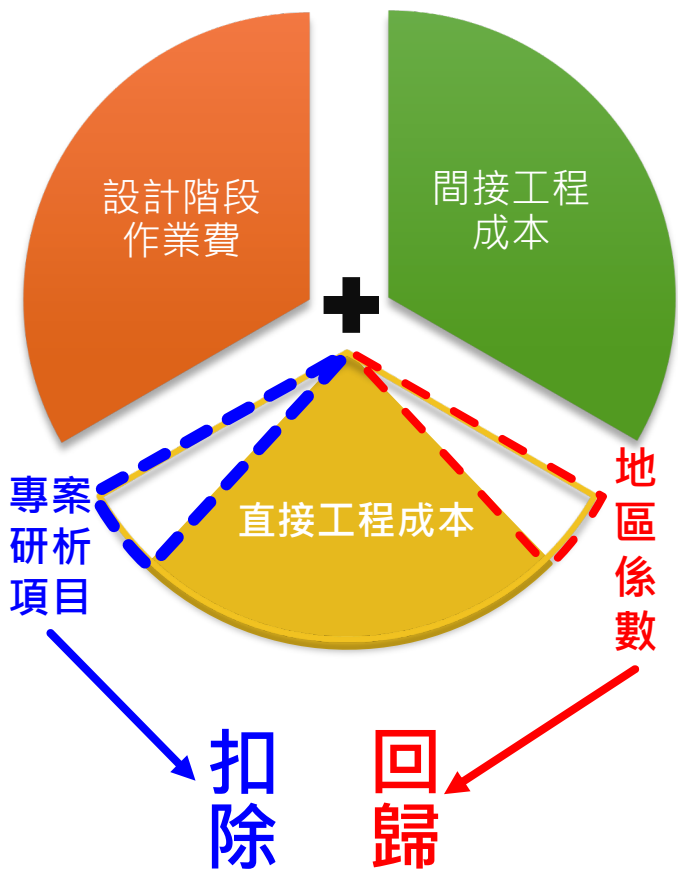 設計階段
作業費
間接工程
成本
直接工程成本
專案
研析
項目
地
區
係
數
扣
除
回
歸